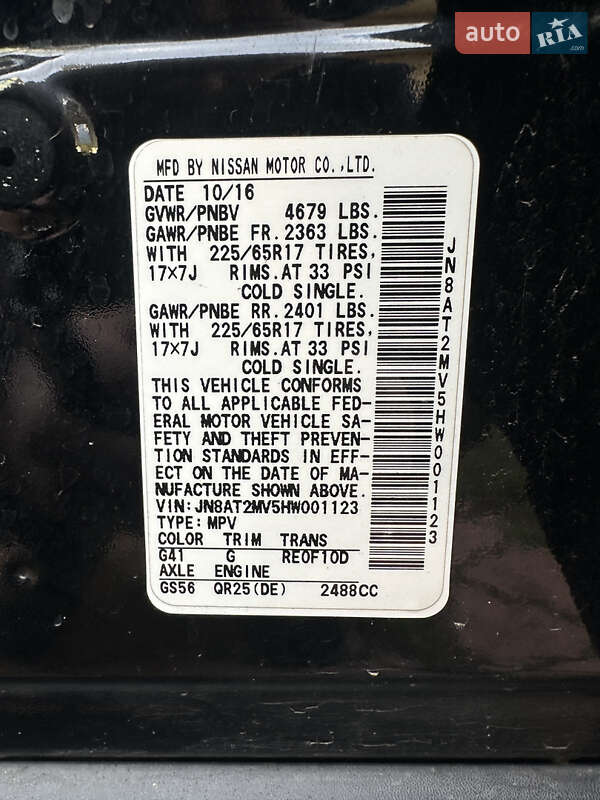 auto RIA.com
MFD BY NISSAN MOTOR CO.,LTD.
DATE 10/16
GVWR/PNBV 4679 LBS.
GAWR/PNBE FR. 2363 LBS.
WITH 225/65R17 TIRES,
17×7J RIMS.AT 33 PSI
COLD SINGLE.
GAWR/PNBE RR. 2401 LBS.
WITH 225/65R17 TIRES,
17×7J RIMS.AT 33 PSI
COLD SINGLE.
THIS VEHICLE CONFORMS
TO ALL APPLICABLE FED-
ERAL MOTOR VEHICLE SA-
FETY AND THEFT PREVEN-
TION STANDARDS IN EFF-
ECT ON THE DATE OF MA-
NUFACTURE SHOWN ABOVE.
VIN: JN8AT2MV5HW001123
TYPE: MPV
COLOR TRIM TRANS
G41 G RE0F10D
AXLE ENGINE
GS56 QR25(DE) 2488CC
JN8AT2MV5HW001123